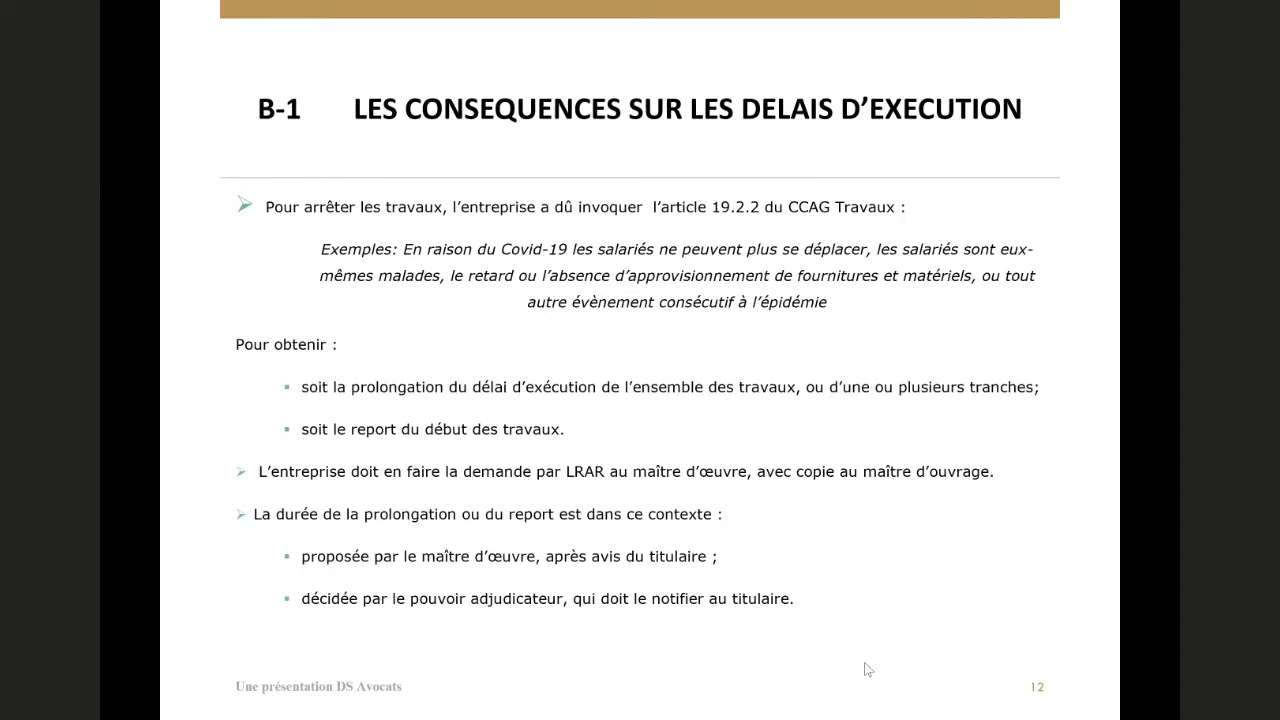 B-1 LES CONSEQUENCES SUR LES DELAIS D’EXECUTION
Pour arrêter les travaux, l’entreprise a dû invoquer l’article 19.2.2 du CCAG Travaux :
Exemples: En raison du Covid-19 les salariés ne peuvent plus se déplacer, les salariés sont eux-
mêmes malades, le retard ou l’absence d’approvisionnement de fournitures et matériels, ou tout
autre évènement consécutif à l’épidémie
Pour obtenir :
soit la prolongation du délai d’exécution de l’ensemble des travaux, ou d’une ou plusieurs tranches;
soit le report du début des travaux.
L’entreprise doit en faire la demande par LRAR au maître d’œuvre, avec copie au maître d’ouvrage.
La durée de la prolongation ou du report est dans ce contexte :
proposée par le maître d’œuvre, après avis du titulaire ;
décidée par le pouvoir adjudicateur, qui doit le notifier au titulaire.
Une présentation DS Avocats
12